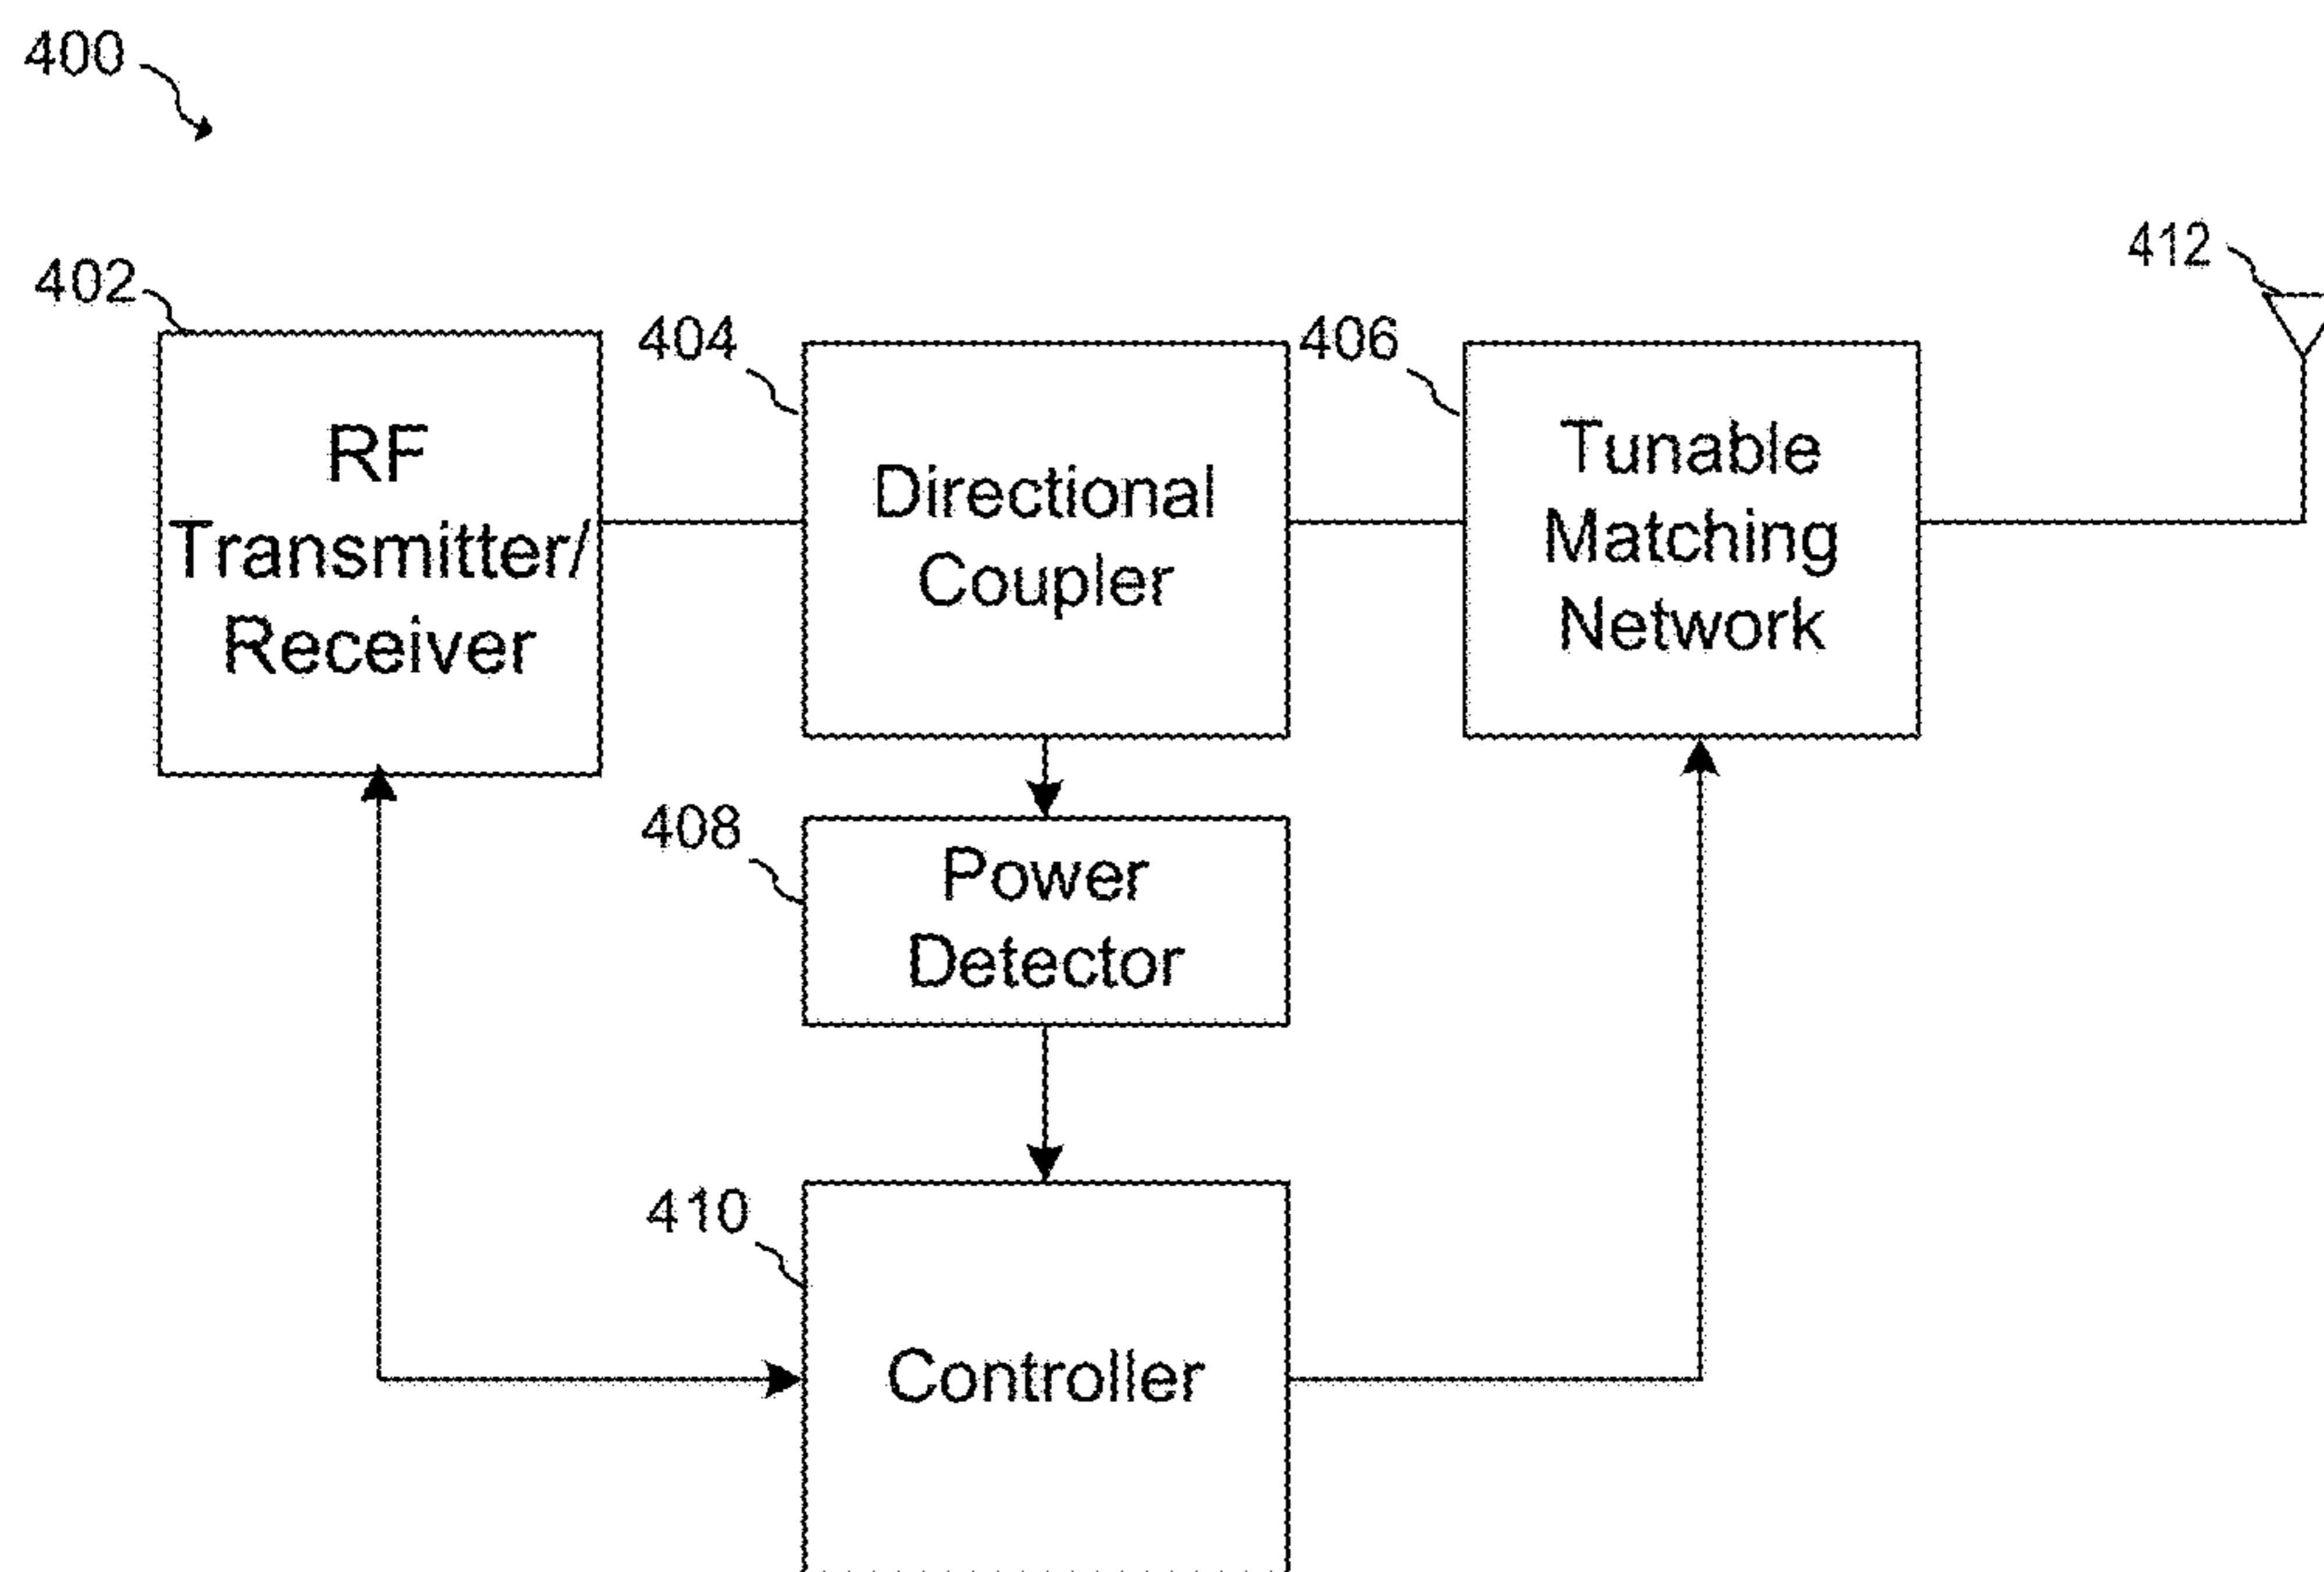 400
412
402
404
406
RF
Transmitter/
Receiver
Directional
Coupler
Tunable
Matching
Network
408
Power
Detector
410
Controller